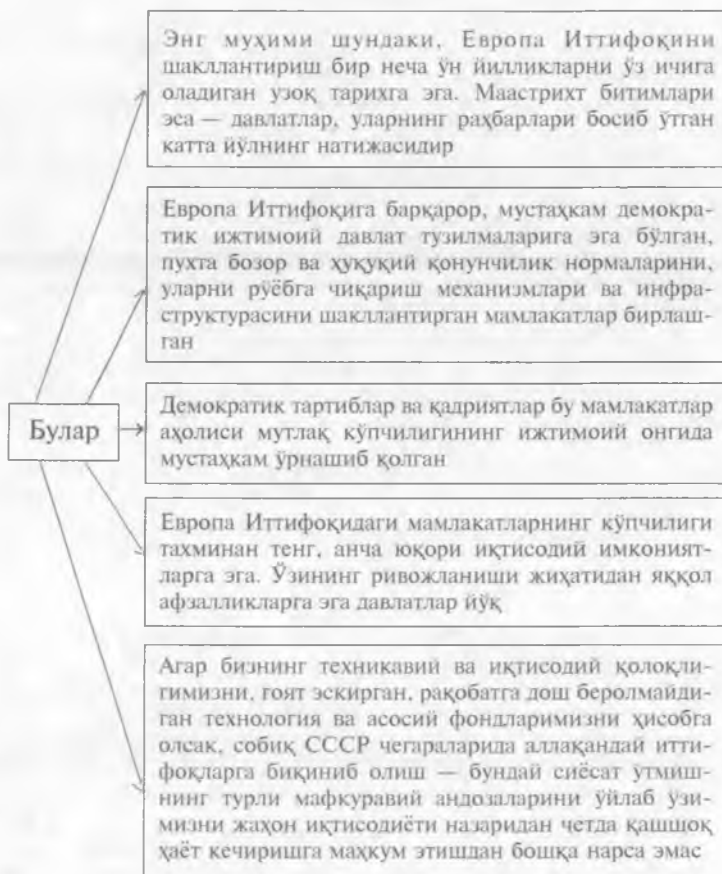 Энг муҳими шундаки, Европа Иттифоқини
шакллантириш бир неча ўн йилликларни ўз ичига
оладиган узоқ тарихга эга. Маастрихт битимлари
эса — давлатлар, уларнинг раҳбарлари босиб ўтган
катта йўлнинг натижасидир
Европа Иттифоқига барқарор, мустаҳкам демокра-
тик ижтимоий давлат тузилмаларига эга бўлган,
пухта бозор ва ҳуқуқий қонунчилик нормаларини,
уларни рўёбга чиқариш механизмлари ва инфра-
структурасини шакллантирган мамлакатлар бирлаш-
ган
Булар
Демократик тартиблар ва қадриятлар бу мамлакатлар
аҳолиси мутлақ кўпчилигининг ижтимоий онгида
мустаҳкам ўрнашиб қолган
Европа Иттифоқидаги мамлакатларнинг кўпчилиги
тахминан тенг, анча юқори иқтисодий имконият-
ларга эга. Ўзининг ривожланиши жиҳатидан яққол
афзалликларга эга давлатлар йўқ
Агар бизнинг техникавий ва иқтисодий қолоқли-
гимизни, ғоят эскирган, рақобатга дош беролмайди-
ган технология ва асосий фондларимизни ҳисобга
олсак, собиқ СССР чегараларида аллақандай итти-
фоқларга биқиниб олиш — бундай сиёсат ўтмиш-
нинг турли мафкуравий андозаларини ўйлаб ўзи-
мизни жаҳон иқтисодиёти назаридан четда қашшоқ
ҳаёт кечиришга маҳкум этишдан бошқа нарса эмас